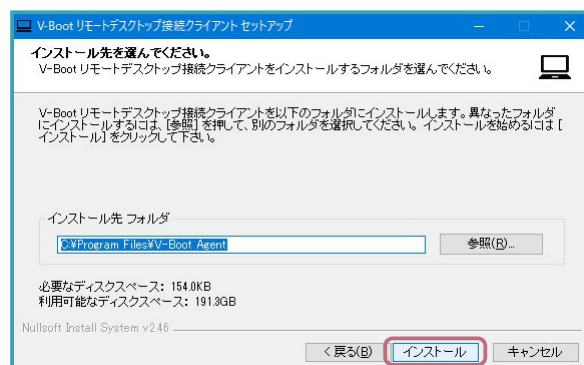 V-Boot リモートデスクトップ接続クライアント セットアップ
インストール先を選んでください。
V-Boot リモートデスクトップ接続クライアントをインストールするフォルダを選んでください。
V-Boot リモートデスクトップ接続クライアントを以下のフォルダにインストールします。異なったフォルダ
にインストールするには、[参照] を押して、別のフォルダを選択してください。 インストールを始めるには [
インストール] をクリックして下さい。
インストール先 フォルダ
C:¥Program Files¥V-Boot Agent
参照(R)...
必要なディスクスペース: 154.0KB
利用可能なディスクスペース: 191.3GB
Nullsoft Install System v2.46
< 戻る(B)
インストール
キャンセル